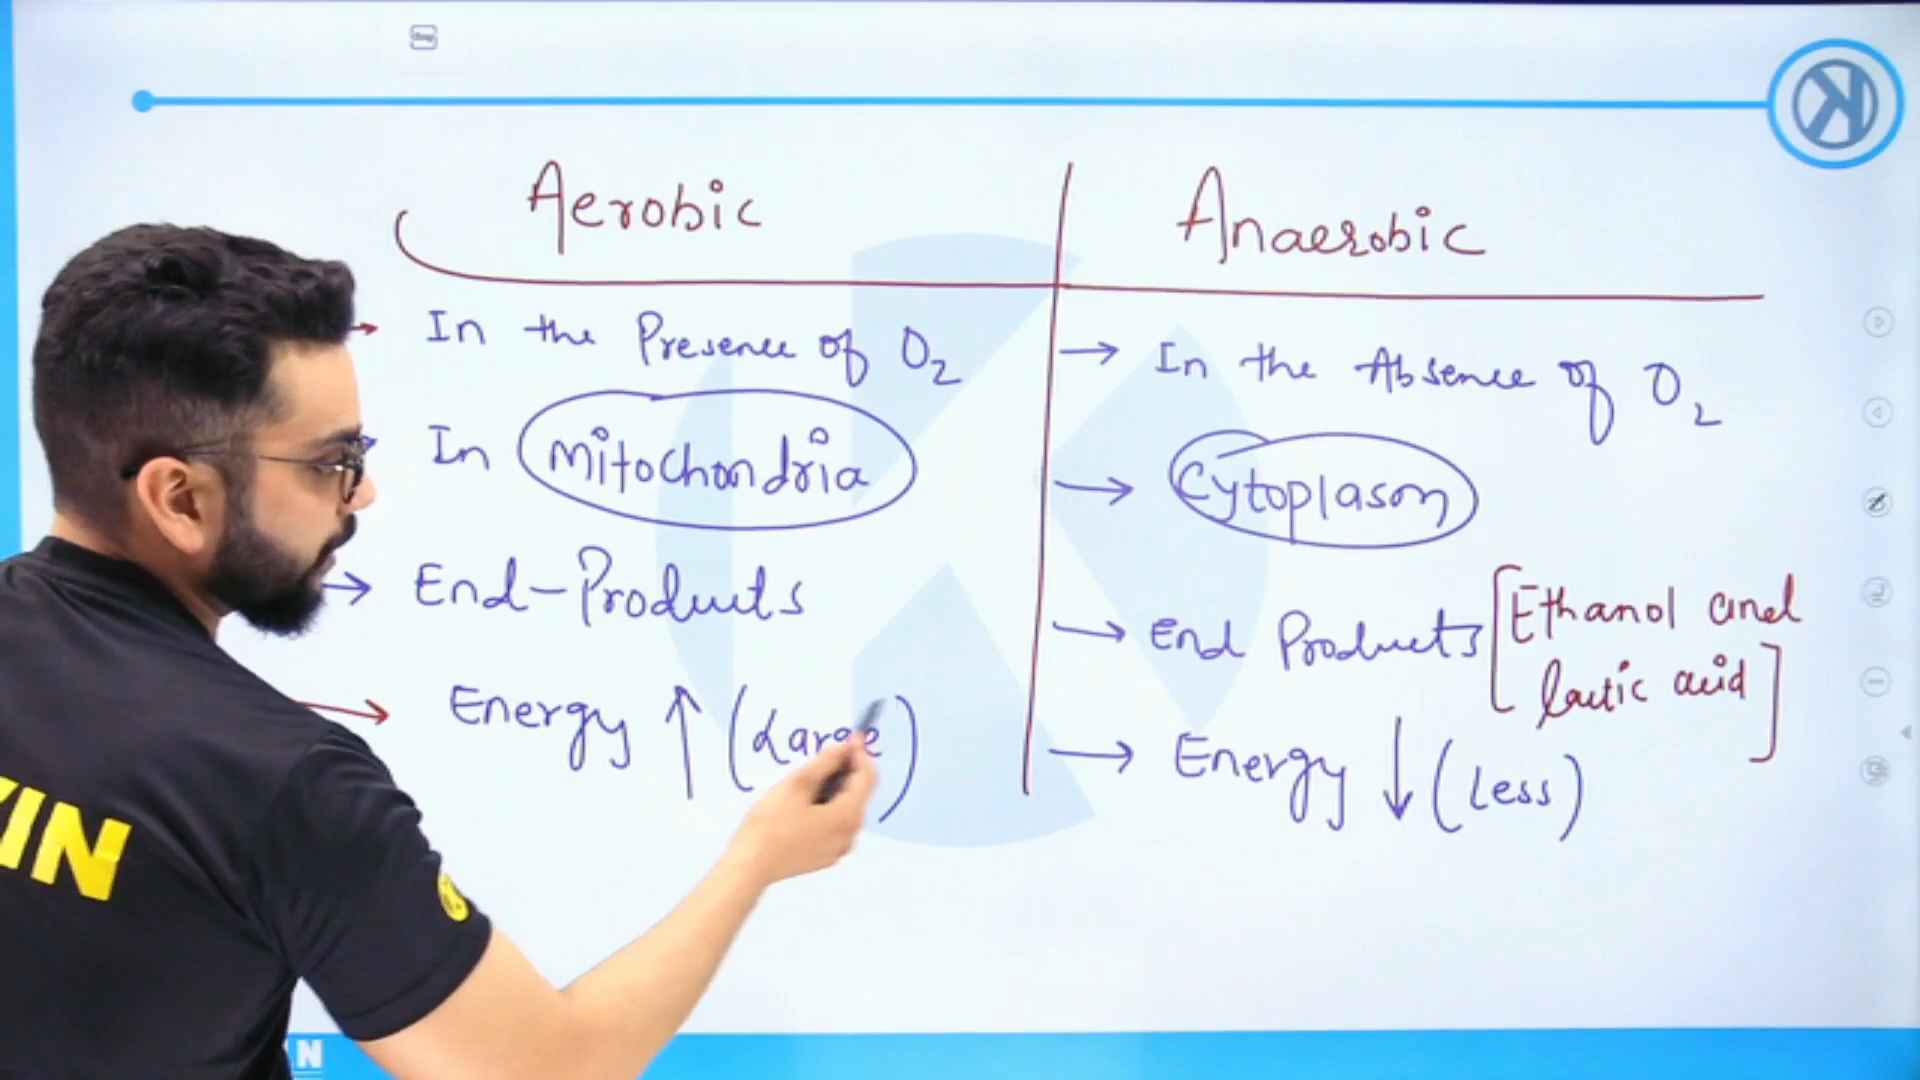 Aerobic
Anaerobic
In the Presence of O2
In the Absence of O2
In Mitochondria
Cytoplasm
End-Products
End Products [Ethanol and
lactic acid]
Energy ↑ (Large)
Energy ↓ (Less)
IN
N